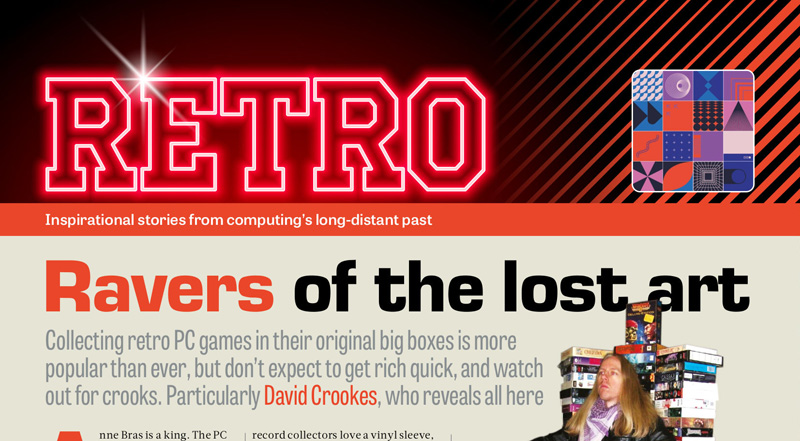 RETRO
Inspirational stories from computing's long-distant past
Ravers of the lost art
Collecting retro PC games in their original big boxes is more
popular than ever, but don't expect to get rich quick, and watch
out for crooks. Particularly David Crookes, who reveals all here
Anne Bras is a king. The PC
record collectors love a vinyl sleeve,